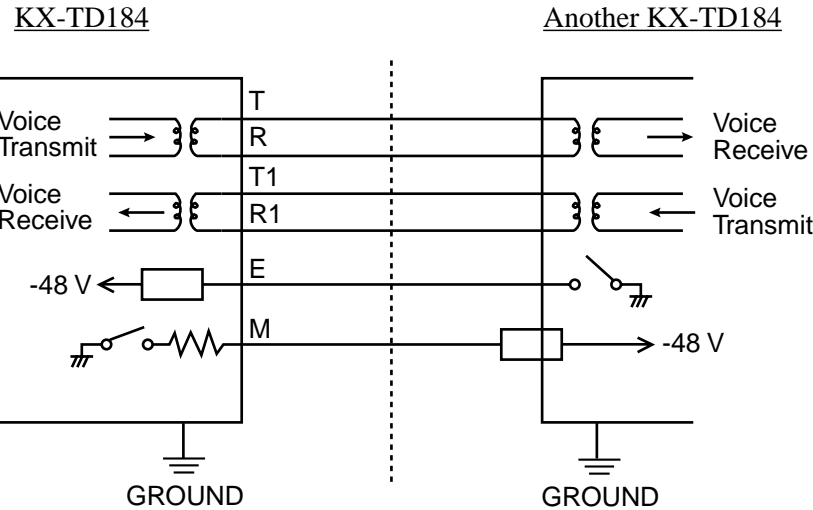 KX-TD184
Another KX-TD184
T
Voice
Transmit
R
Voice
Receive
T1
Voice
Receive
R1
Voice
Transmit
E
-48 V
M
-48 V
GROUND
GROUND